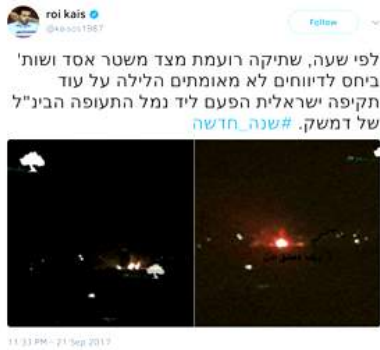 roi kais
@kaisos1987
Follow
לפי שעה, שתיקה רועמת מצד משטר אסד ושות'
ביחס לדיווחים לא מאומתים הלילה על עוד
תקיפה ישראלית הפעם ליד נמל התעופה הבינ"ל
של דמשק. #שנה_חדשה
11:33 PM - 21 Sep 2017